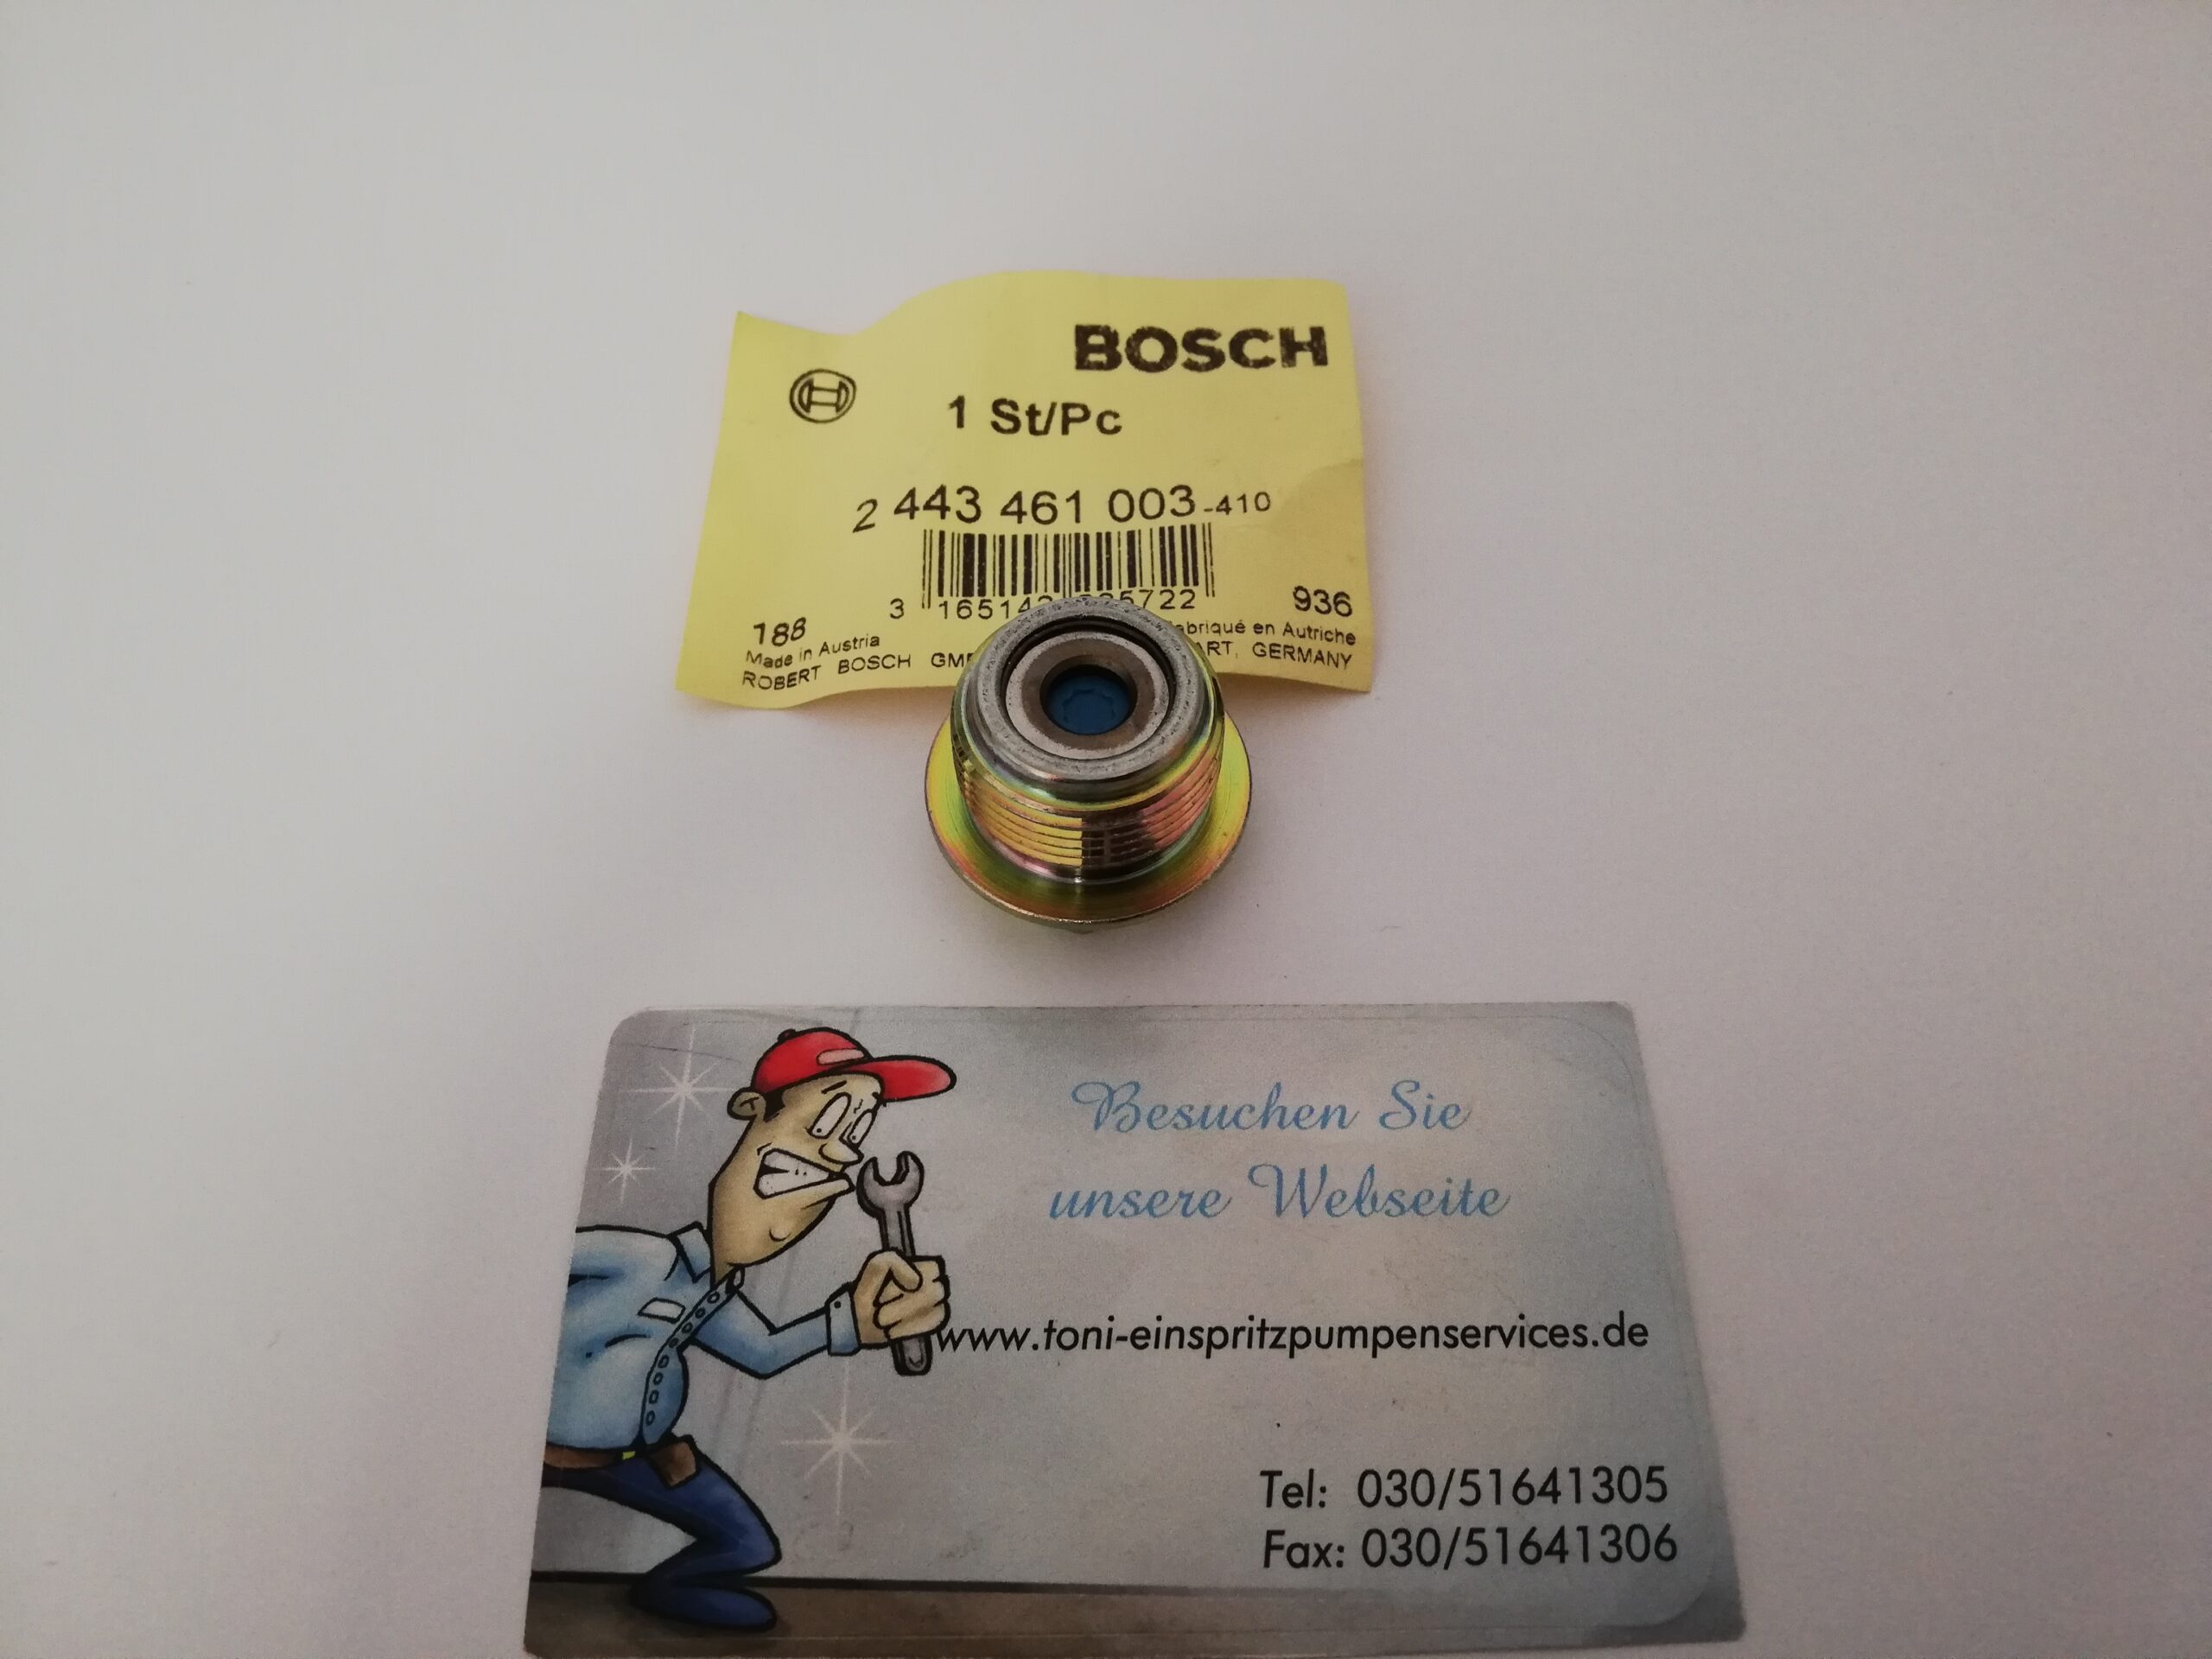 BOSCH
1 St/Pc
2 443 461 003-410
188
936
Made in Austria
Autriche en
ROBERT BOSCH
GERMANY
Besuchen Sie
unsere Webseite
www.toni-einspritzpumpenservices.de
Tel: 030/51641305
Fax: 030/51641306